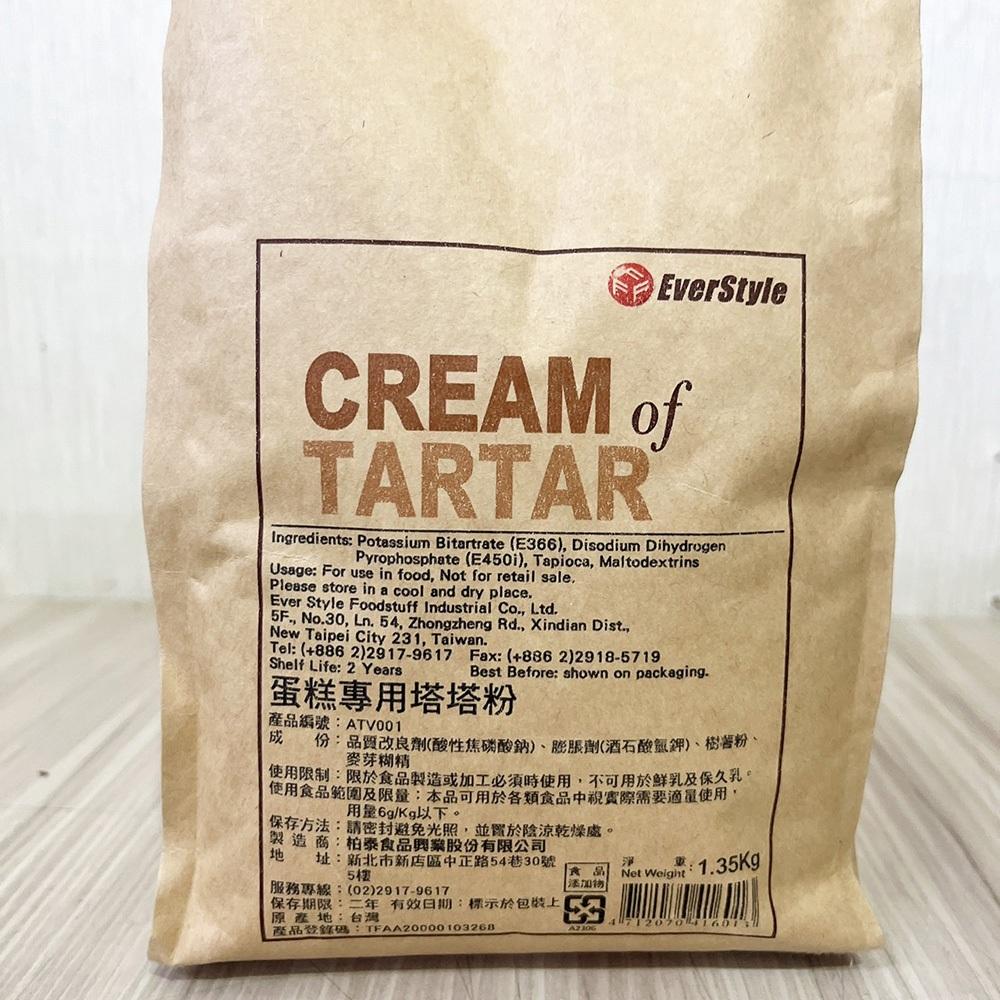 EverStyle
CREAM of
TARTAR
Ingredients: Potassium Bitartrate (E366), Disodium Dihydrogen
Pyrophosphate (E450i), Tapioca, Maltodextrins
Usage: For use in food, Not for retail sale.
Please store in a cool and dry place.
Ever Style Foodstuff Industrial Co., Ltd.
5F., No.30, Ln. 54, Zhongzheng Rd., Xindian Dist.,
New Taipei City 231, Taiwan.
Tel: (+886 2)2917-9617 Fax: (+886 2)2918-5719
Shelf Life: 2 Years Best Before: shown on packaging.
蛋糕專用塔塔粉
產品編號：ATV001
成 份：品質改良劑(酸性焦磷酸鈉)、膨脹劑(酒石酸氫鉀)、樹薯粉、
麥芽糊精
使用限制：限於食品製造或加工必須時使用，不可用於鮮乳及保久乳。
使用食品範圍及限量：本品可用於各類食品中視實際需要適量使用，
用量6g/Kg以下。
保存方法：請密封避免光照，並置於陰涼乾燥處。
製 造 商：柏泰食品興業股份有限公司
地 址：新北市新店區中正路54巷30號
5樓
服務專線：(02)2917-9617
保存期限：二年 有效日期：標示於包裝上
原 產 地：台灣
產品登錄碼：TFAA20000103268
食品
添加物
A2306
淨 重：1.35Kg
Net Weight
4 712070 416013